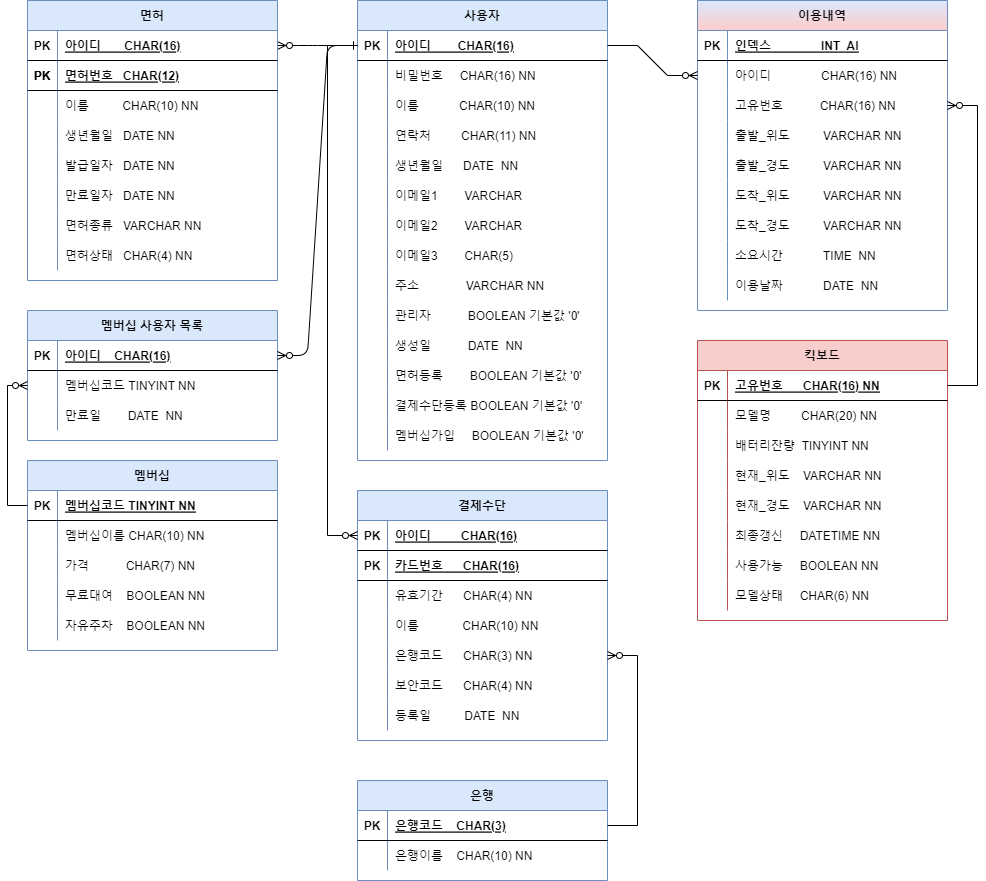 면허
PK 아이디 CHAR(16)
PK 면허번호 CHAR(12)
이름 CHAR(10) NN
생년월일 DATE NN
발급일자 DATE NN
만료일자 DATE NN
면허종류 VARCHAR NN
면허상태 CHAR(4) NN
멤버십 사용자 목록
PK 아이디 CHAR(16)
멤버십코드 TINYINT NN
만료일 DATE NN
멤버십
PK 멤버십코드 TINYINT NN
멤버십이름 CHAR(10) NN
가격 CHAR(7) NN
무료대여 BOOLEAN NN
자유주차 BOOLEAN NN
사용자
PK 아이디 CHAR(16)
비밀번호 CHAR(16) NN
이름 CHAR(10) NN
연락처 CHAR(11) NN
생년월일 DATE NN
이메일1 VARCHAR
이메일2 VARCHAR
이메일3 CHAR(5)
주소 VARCHAR NN
관리자 BOOLEAN 기본값 '0'
생성일 DATE NN
면허등록 BOOLEAN 기본값 '0'
결제수단등록 BOOLEAN 기본값 '0'
멤버십가입 BOOLEAN 기본값 '0'
결제수단
PK 아이디 CHAR(16)
PK 카드번호 CHAR(16)
유효기간 CHAR(4) NN
이름 CHAR(10) NN
은행코드 CHAR(3) NN
보안코드 CHAR(4) NN
등록일 DATE NN
은행
PK 은행코드 CHAR(3)
은행이름 CHAR(10) NN
이용내역
PK 인덱스 INT AI
아이디 CHAR(16) NN
고유번호 CHAR(16) NN
출발_위도 VARCHAR NN
출발_경도 VARCHAR NN
도착_위도 VARCHAR NN
도착_경도 VARCHAR NN
소요시간 TIME NN
이용날짜 DATE NN
킥보드
PK 고유번호 CHAR(16) NN
모델명 CHAR(20) NN
배터리잔량 TINYINT NN
현재_위도 VARCHAR NN
현재_경도 VARCHAR NN
최종갱신 DATETIME NN
사용가능 BOOLEAN NN
모델상태 CHAR(6) NN